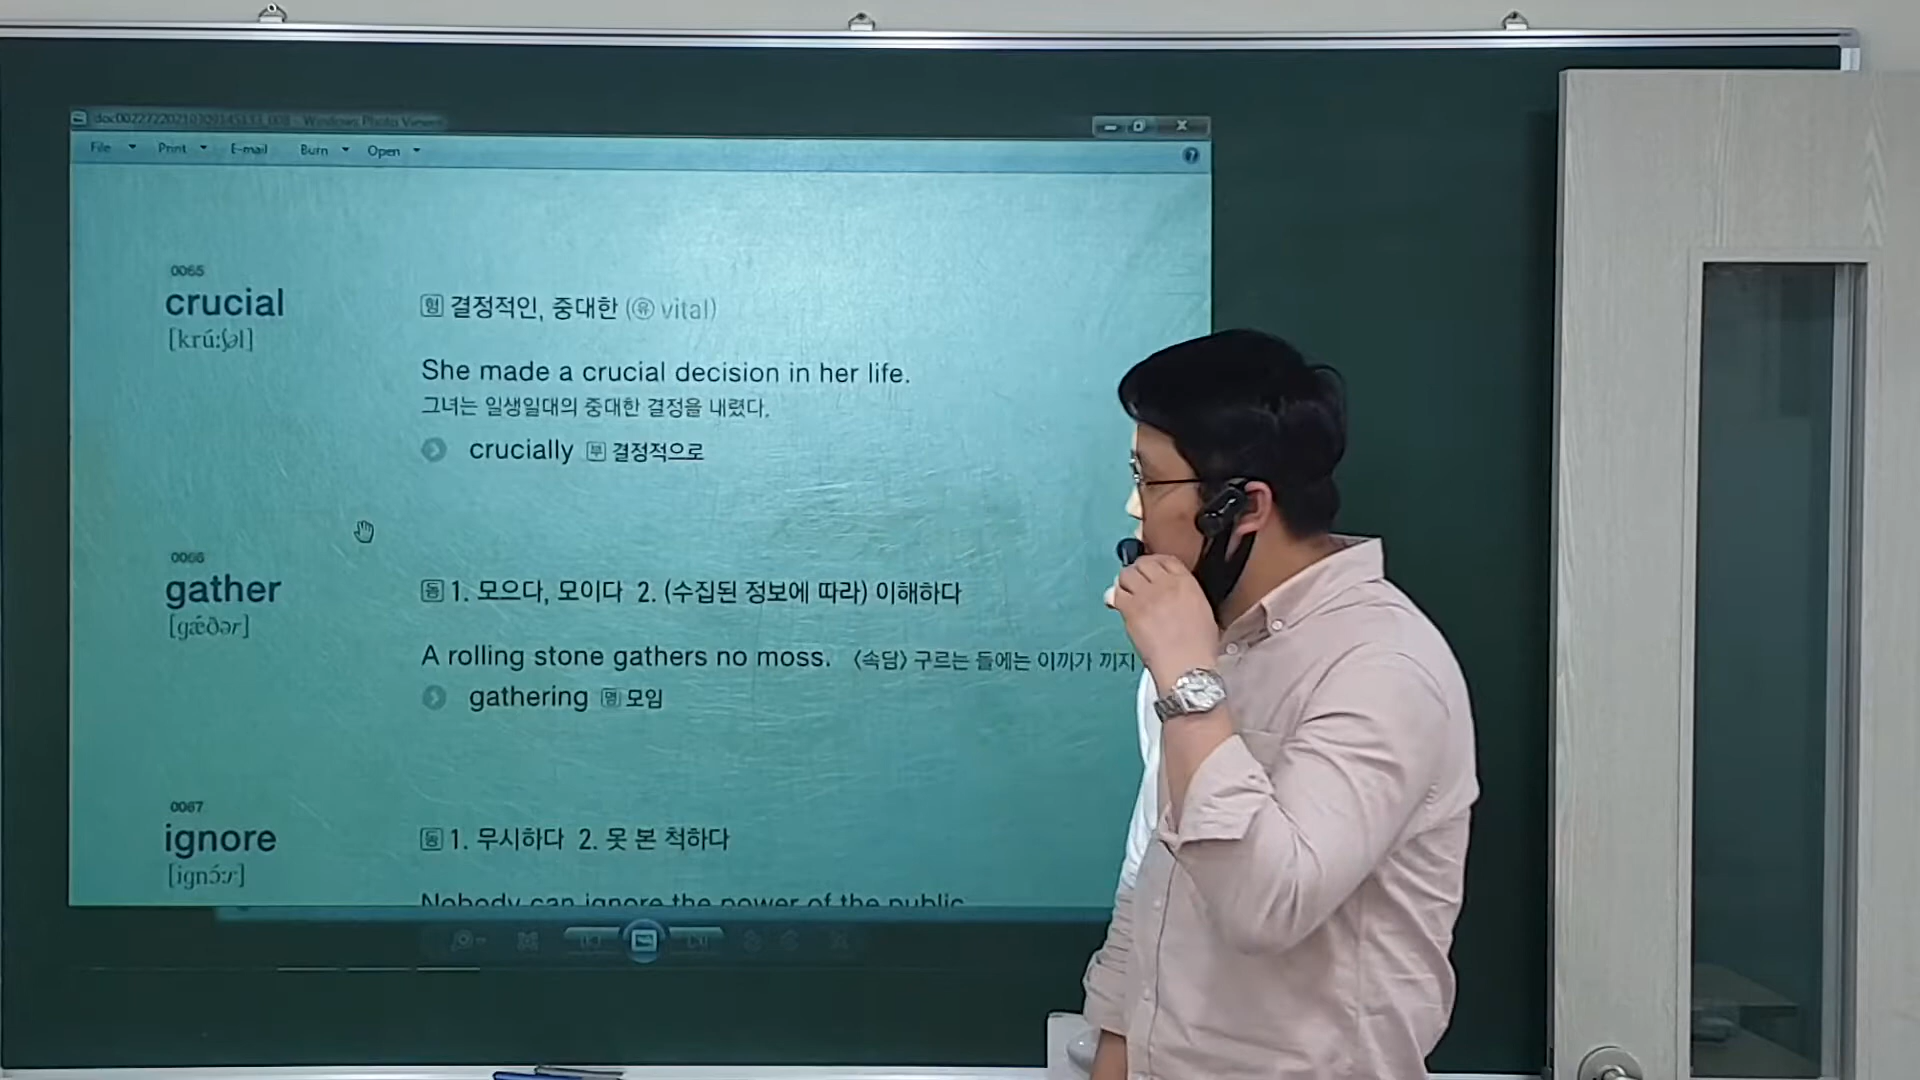 Windows Photo Viewer
File Print E-mail Burn Open
0065
crucial
[krúːʃəl]
형 결정적인, 중대한 (유 vital)
She made a crucial decision in her life.
그녀는 일생일대의 중대한 결정을 내렸다.
crucially 부 결정적으로
0066
gather
[gǽðər]
동 1. 모으다, 모이다 2. (수집된 정보에 따라) 이해하다
A rolling stone gathers no moss. 〈속담〉 구르는 돌에는 이끼가 끼지
gathering 명 모임
0067
ignore
[ignɔ́ːr]
동 1. 무시하다 2. 못 본 척하다
Nobody can ignore the power of the public